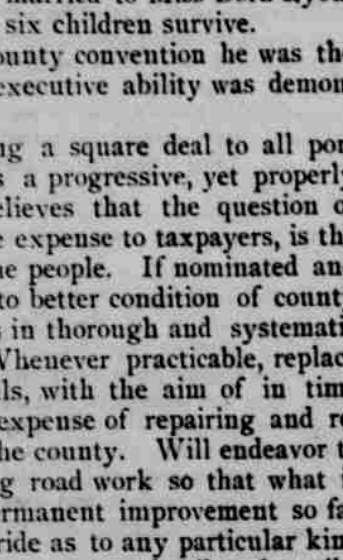 six children survive.
ounty convention he was th
executive ability was demon
ng a square deal to all por
s a progressive, yet properly
elieves that the question o
e expense to taxpayers, is th
he people. If nominated an
to better condition of count
s in thorough and systemati
Whenever practicable, replac
ls, with the aim of in tim
expense of repairing and re
he county. Will endeavor t
g road work so that what i
rmanent improvement so fa
ride as to any particular kin